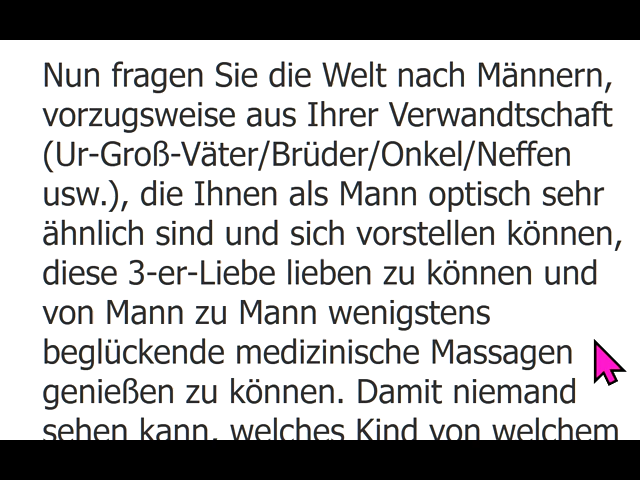 Nun fragen Sie die Welt nach Männern,
vorzugsweise aus Ihrer Verwandtschaft
(Ur-Groß-Väter/Brüder/Onkel/Neffen
usw.), die Ihnen als Mann optisch sehr
ähnlich sind und sich vorstellen können,
diese 3-er-Liebe lieben zu können und
von Mann zu Mann wenigstens
beglückende medizinische Massagen
genießen zu können. Damit niemand
sehen kann, welches Kind von welchem